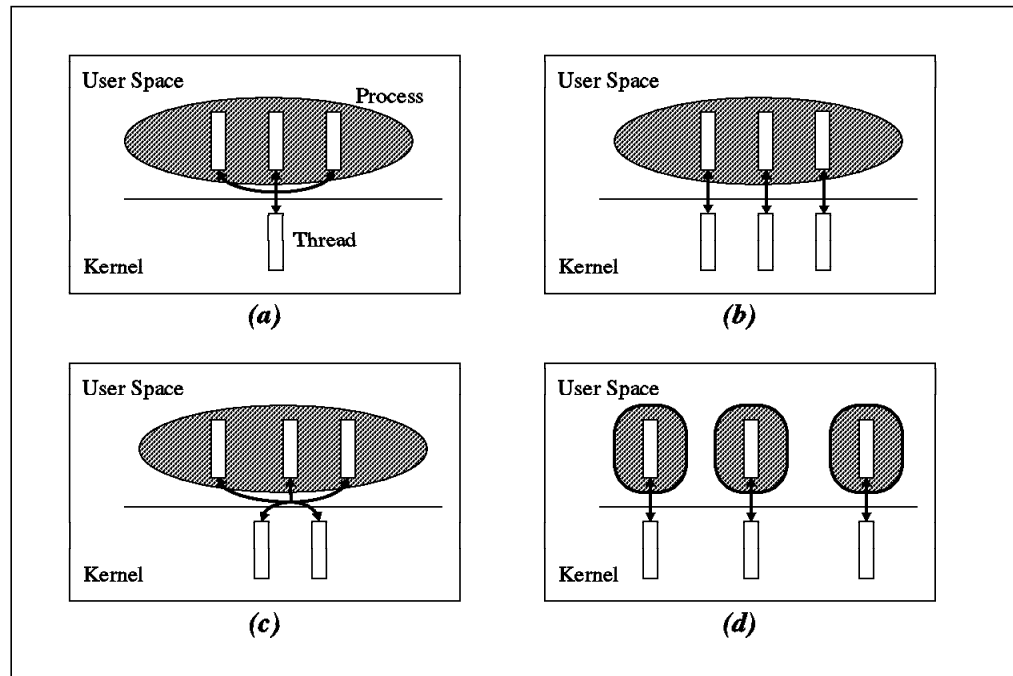 User Space
Process
Thread
Kernel
(a)
User Space
Kernel
(b)
User Space
Kernel
(c)
User Space
Kernel
(d)